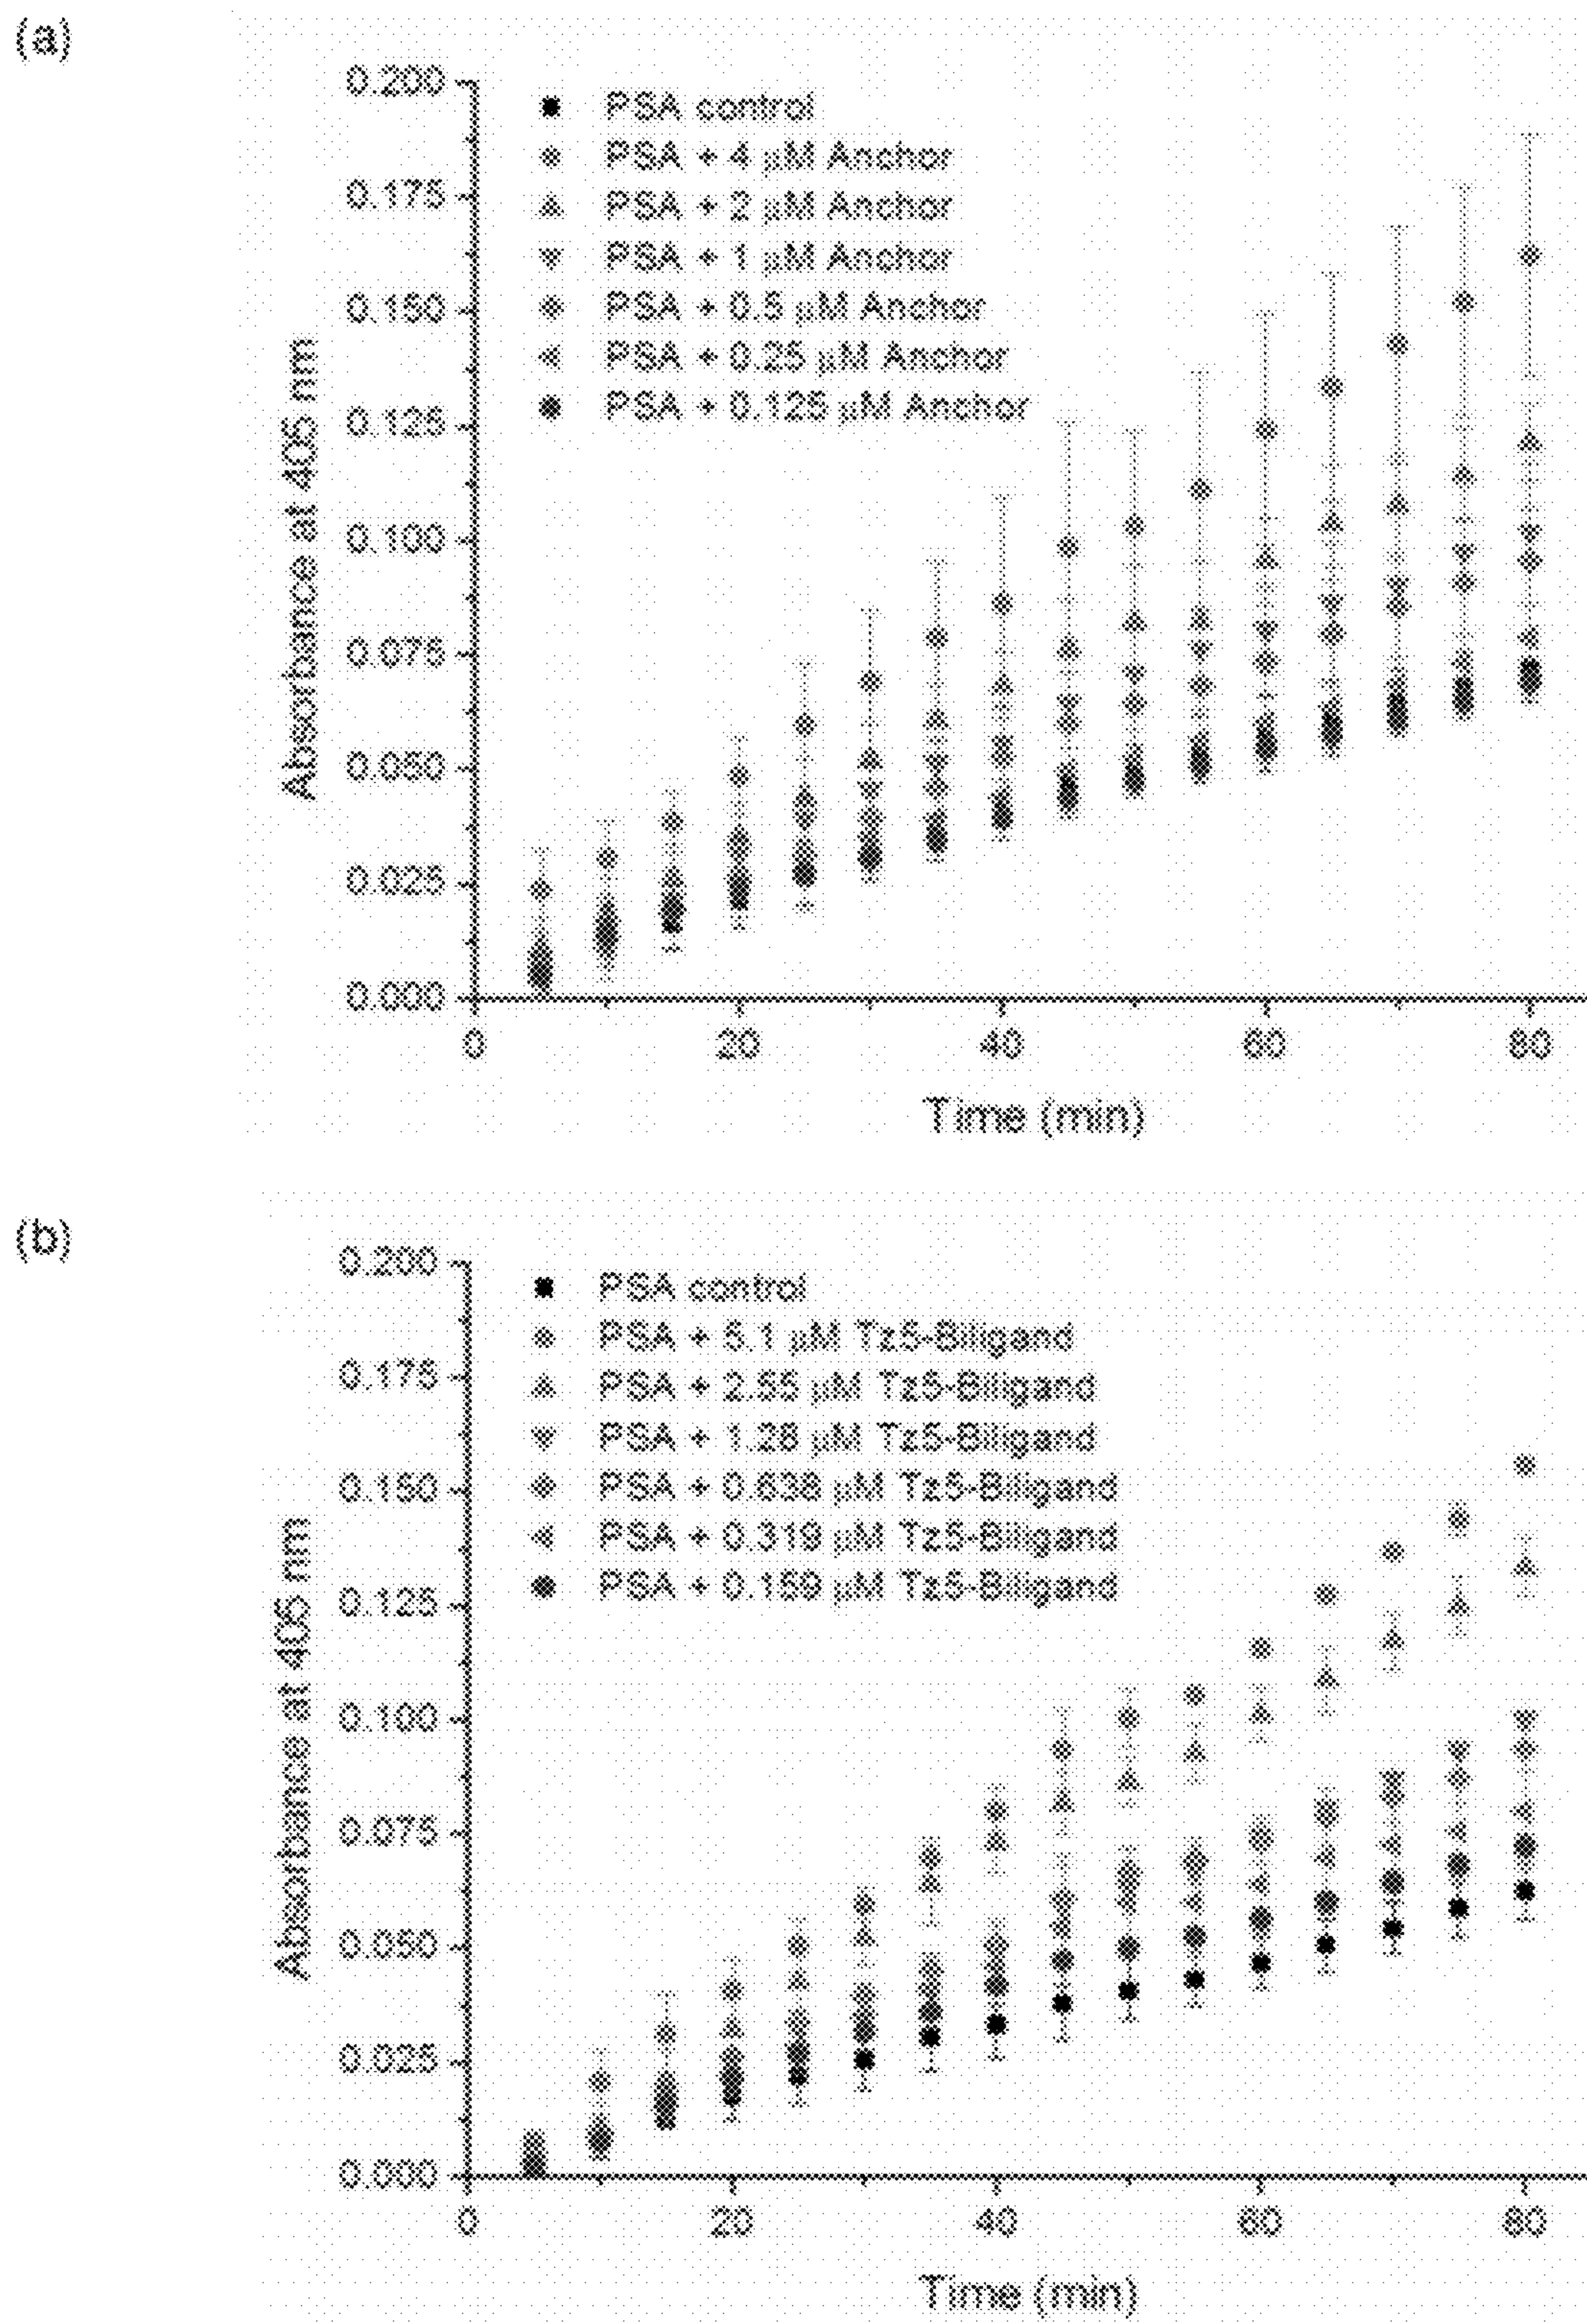 (a)
0.200
0.175
0.150
0.125
0.100
0.075
0.050
0.025
0.000
Absorbance at 405 nm
PSA control
PSA + 4 µM Anchor
PSA + 2 µM Anchor
PSA + 1 µM Anchor
PSA + 0.5 µM Anchor
PSA + 0.25 µM Anchor
PSA + 0.125 µM Anchor
0 20 40 60 80
Time (min)
(b)
0.200
0.175
0.150
0.125
0.100
0.075
0.050
0.025
0.000
Absorbance at 405 nm
PSA control
PSA + 5.1 µM Tz5-Biligand
PSA + 2.55 µM Tz5-Biligand
PSA + 1.28 µM Tz5-Biligand
PSA + 0.638 µM Tz5-Biligand
PSA + 0.319 µM Tz5-Biligand
PSA + 0.159 µM Tz5-Biligand
0 20 40 60 80
Time (min)